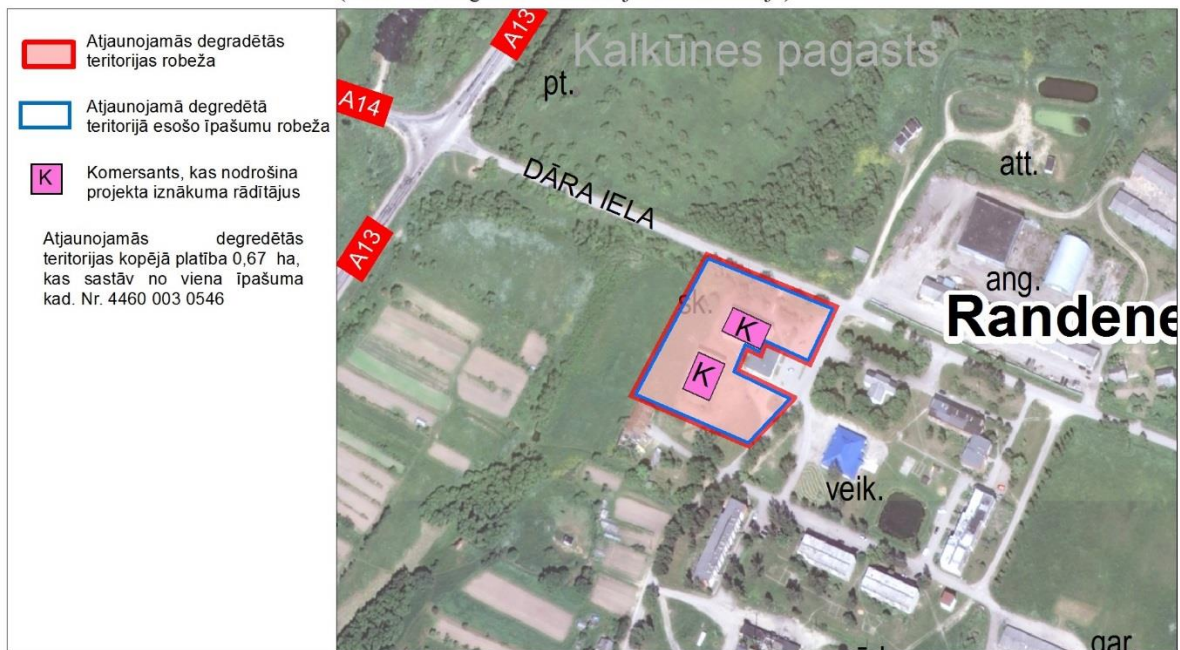 Atjaunojamās degradētās
teritorijas robeža
Atjaunojamā degredētā
teritorijā esošo īpašumu robeža
K
Komersants, kas nodrošina
projekta iznākuma rādītājus
Atjaunojamās degredētās
teritorijas kopējā platība 0,67 ha,
kas sastāv no viena īpašuma
kad. Nr. 4460 003 0546
A13
Kalkūnes pagasts
pt.
A14
att.
DĀRA IELA
A13
ang.
sk.
Randene
K
K
veik.
gar.